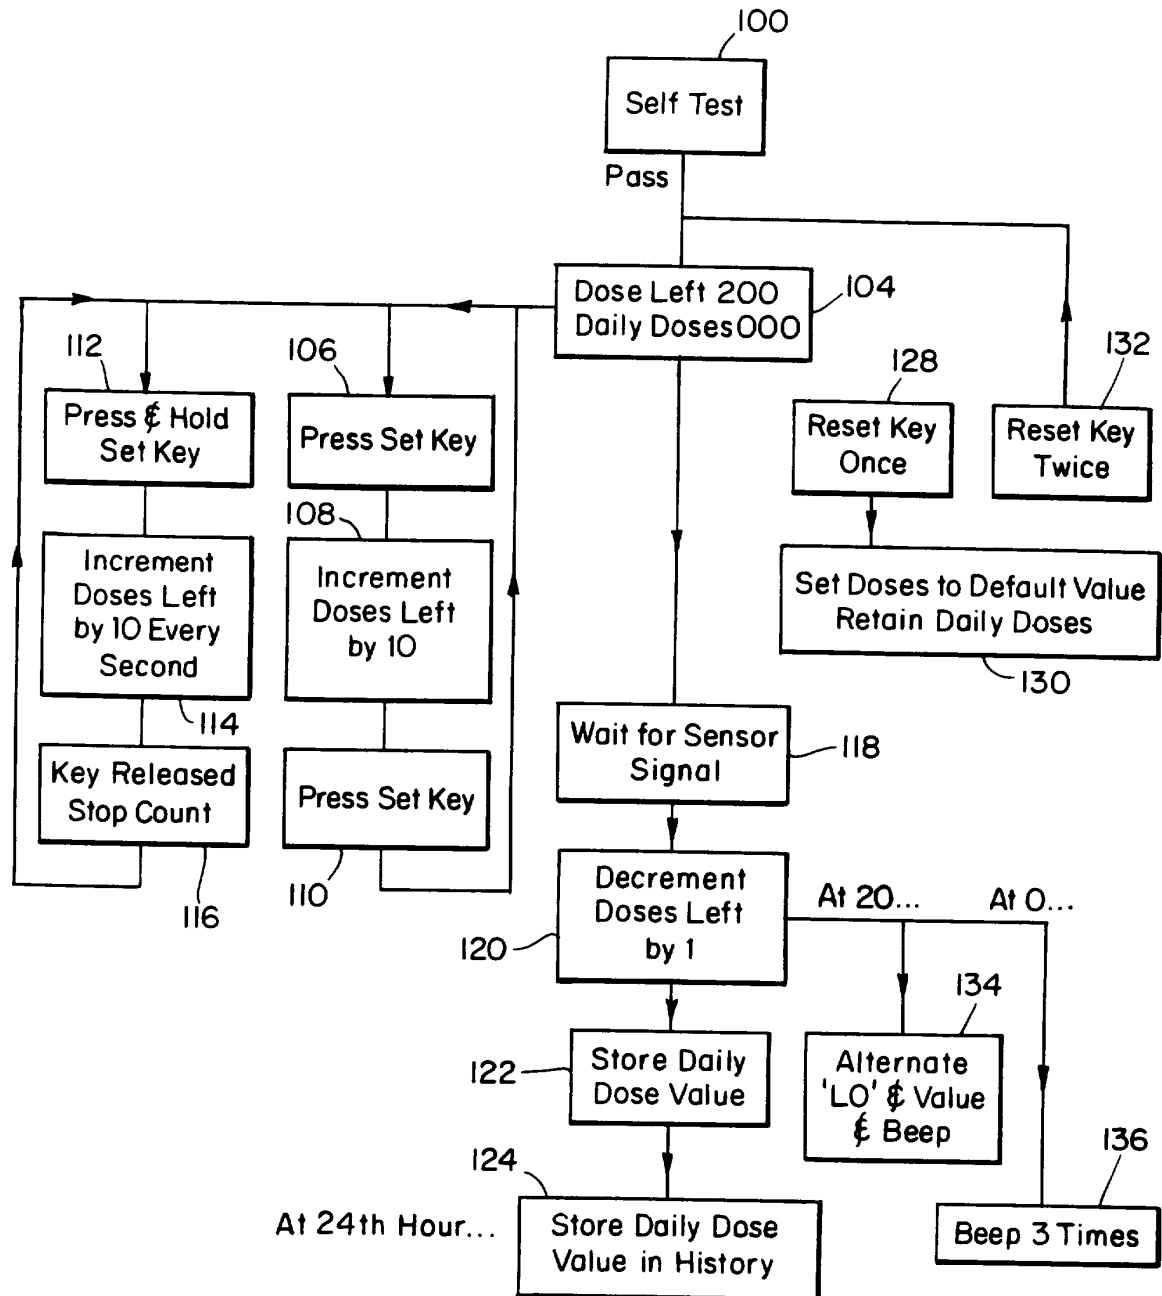 100
Self Test
Pass
Dose Left 200
Daily Doses 000
104
112
Press & Hold
Set Key
106
Press Set Key
128
Reset Key
Once
132
Reset Key
Twice
Increment
Doses Left
by 10 Every
Second
114
108
Increment
Doses Left
by 10
Set Doses to Default Value
Retain Daily Doses
130
Key Released
Stop Count
116
Press Set Key
110
Wait for Sensor
Signal
118
Decrement
Doses Left
by 1
120
At 20...
At 0...
122
Store Daily
Dose Value
134
Alternate
'LO' & Value
& Beep
136
Beep 3 Times
124
At 24th Hour...
Store Daily Dose
Value in History